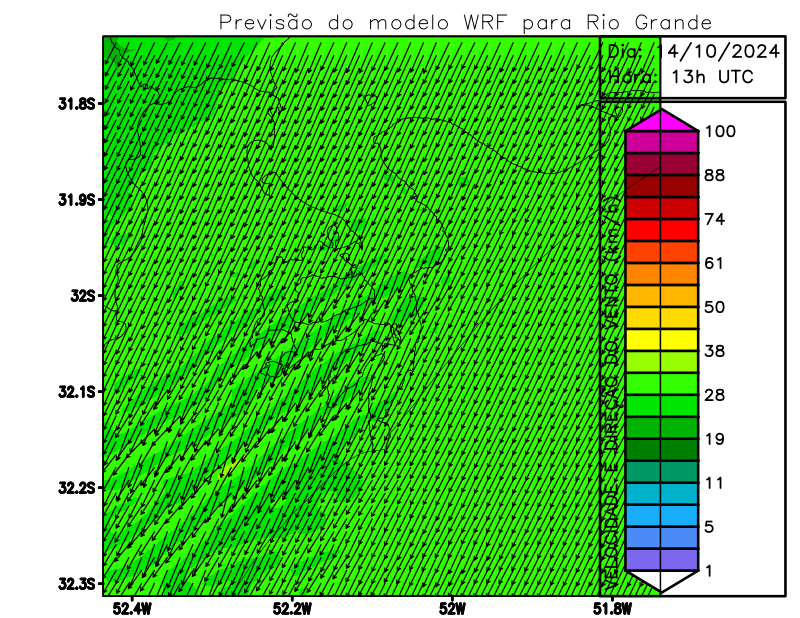 Previsão do modelo WRF para Rio Grande
Dia: 14/10/2024
Hora: 13h UTC
VELOCIDADE E DIREÇÃO DO VENTO (km/h)
100
88
74
61
50
38
28
19
11
5
1
31.8S
31.9S
32S
32.1S
32.2S
32.3S
52.4W 52.2W 52W 51.8W